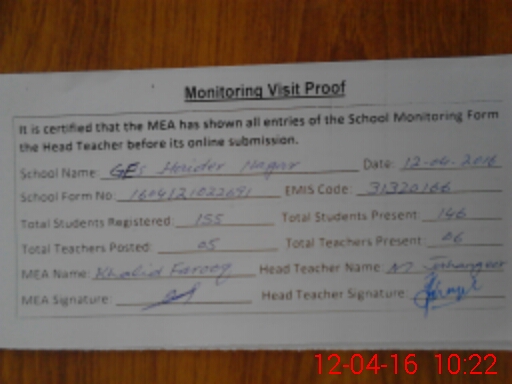 Monitoring Visit Proof
It is certified that the MEA has shown all entries of the School Monitoring Form
the Head Teacher before its online submission.
School Name: GES Haider Nagar Date: 12-04-2016
School Form No: 1604121022691 EMIS Code: 31320166
Total Students Registered: 155 Total Students Present: 146
Total Teachers Posted: 05 Total Teachers Present: 06
MEA Name: Khalid Farooq Head Teacher Name: M Jahangeer
MEA Signature: Head Teacher Signature:
12-04-16 10:22